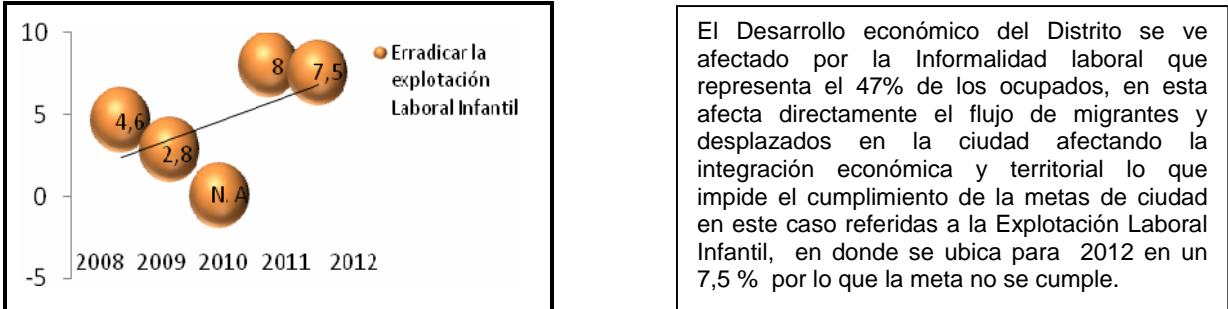 10
5
0
-5
4,6
2,8
N. A
8
7,5
2008 2009 2010 2011 2012
Erradicar la
explotación
Laboral Infantil
El Desarrollo económico del Distrito se ve
afectado por la Informalidad laboral que
representa el 47% de los ocupados, en esta
afecta directamente el flujo de migrantes y
desplazados en la ciudad afectando la
integración económica y territorial lo que
impide el cumplimiento de la metas de ciudad
en este caso referidas a la Explotación Laboral
Infantil, en donde se ubica para 2012 en un
7,5 % por lo que la meta no se cumple.